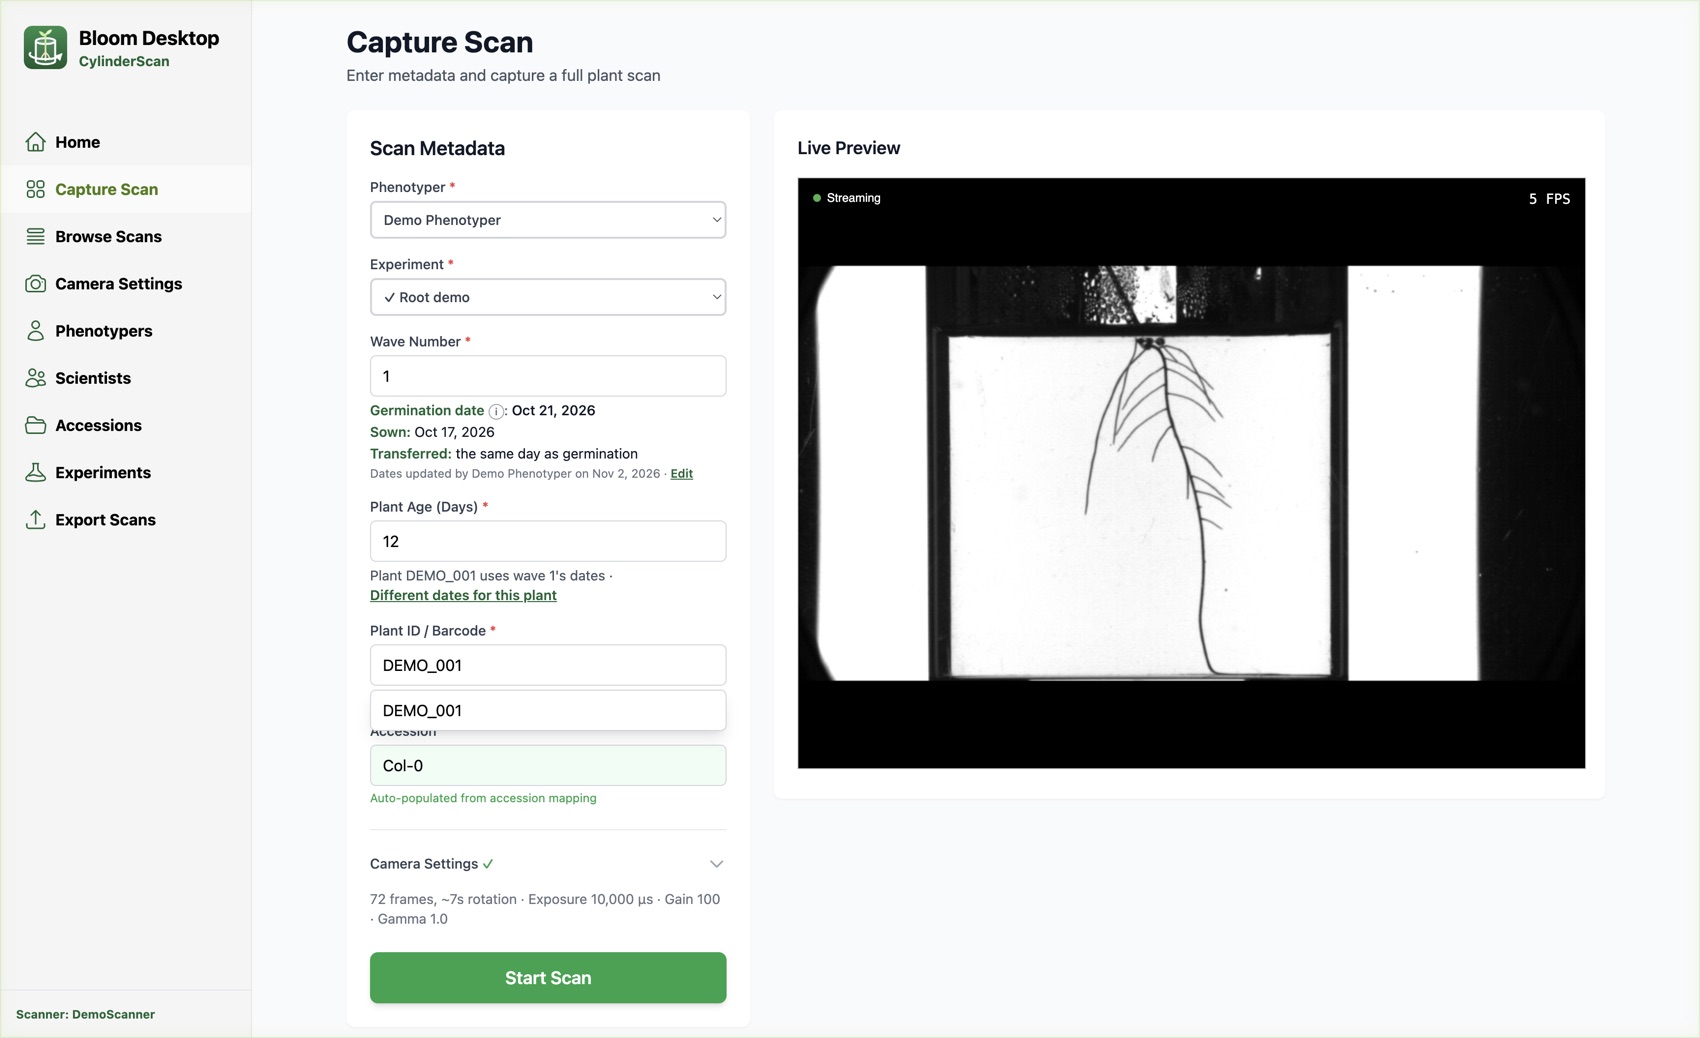 Bloom Desktop
CylinderScan
Home
Capture Scan
Browse Scans
Camera Settings
Phenotypers
Scientists
Accessions
Experiments
Export Scans
Scanner: DemoScanner
Capture Scan
Enter metadata and capture a full plant scan
Scan Metadata
Phenotyper *
Demo Phenotyper
Experiment *
✓ Root demo
Wave Number *
1
Germination date ⓘ: Oct 21, 2026
Sown: Oct 17, 2026
Transferred: the same day as germination
Dates updated by Demo Phenotyper on Nov 2, 2026 · Edit
Plant Age (Days) *
12
Plant DEMO_001 uses wave 1's dates ·
Different dates for this plant
Plant ID / Barcode *
DEMO_001
DEMO_001
Accession
Col-0
Auto-populated from accession mapping
Camera Settings ✓
72 frames, ~7s rotation · Exposure 10,000 µs · Gain 100
· Gamma 1.0
Start Scan
Live Preview
Streaming
5 FPS